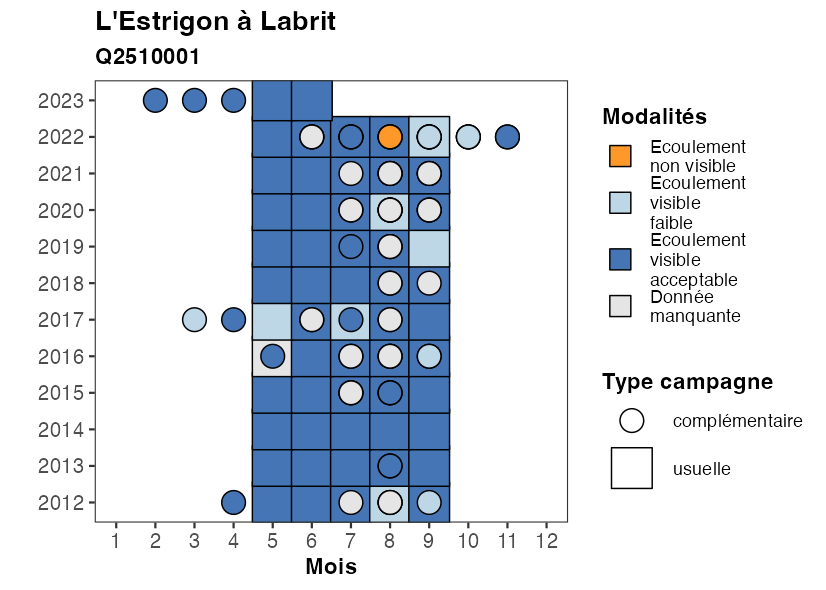 L'Estrigon à Labrit
Q2510001
2023
2022
2021
2020
2019
2018
2017
2016
2015
2014
2013
2012
1 2 3 4 5 6 7 8 9 10 11 12
Mois
Modalités
Ecoulement
non visible
Ecoulement
visible
faible
Ecoulement
visible
acceptable
Donnée
manquante
Type campagne
complémentaire
usuelle